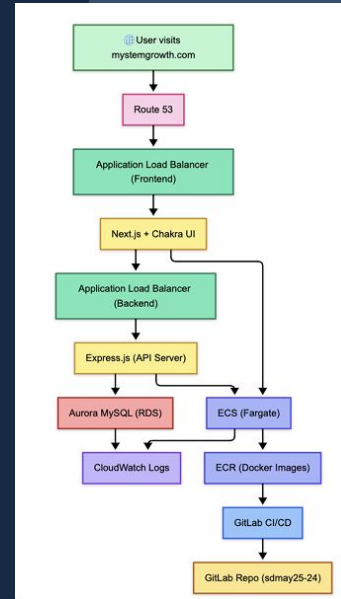 🌐User visits
mystemgrowth.com
Route 53
Application Load Balancer
(Frontend)
Next.js + Chakra UI
Application Load Balancer
(Backend)
Express.js (API Server)
Aurora MySQL (RDS)
ECS (Fargate)
CloudWatch Logs
ECR (Docker Images)
GitLab CI/CD
GitLab Repo (sdmay25-24)